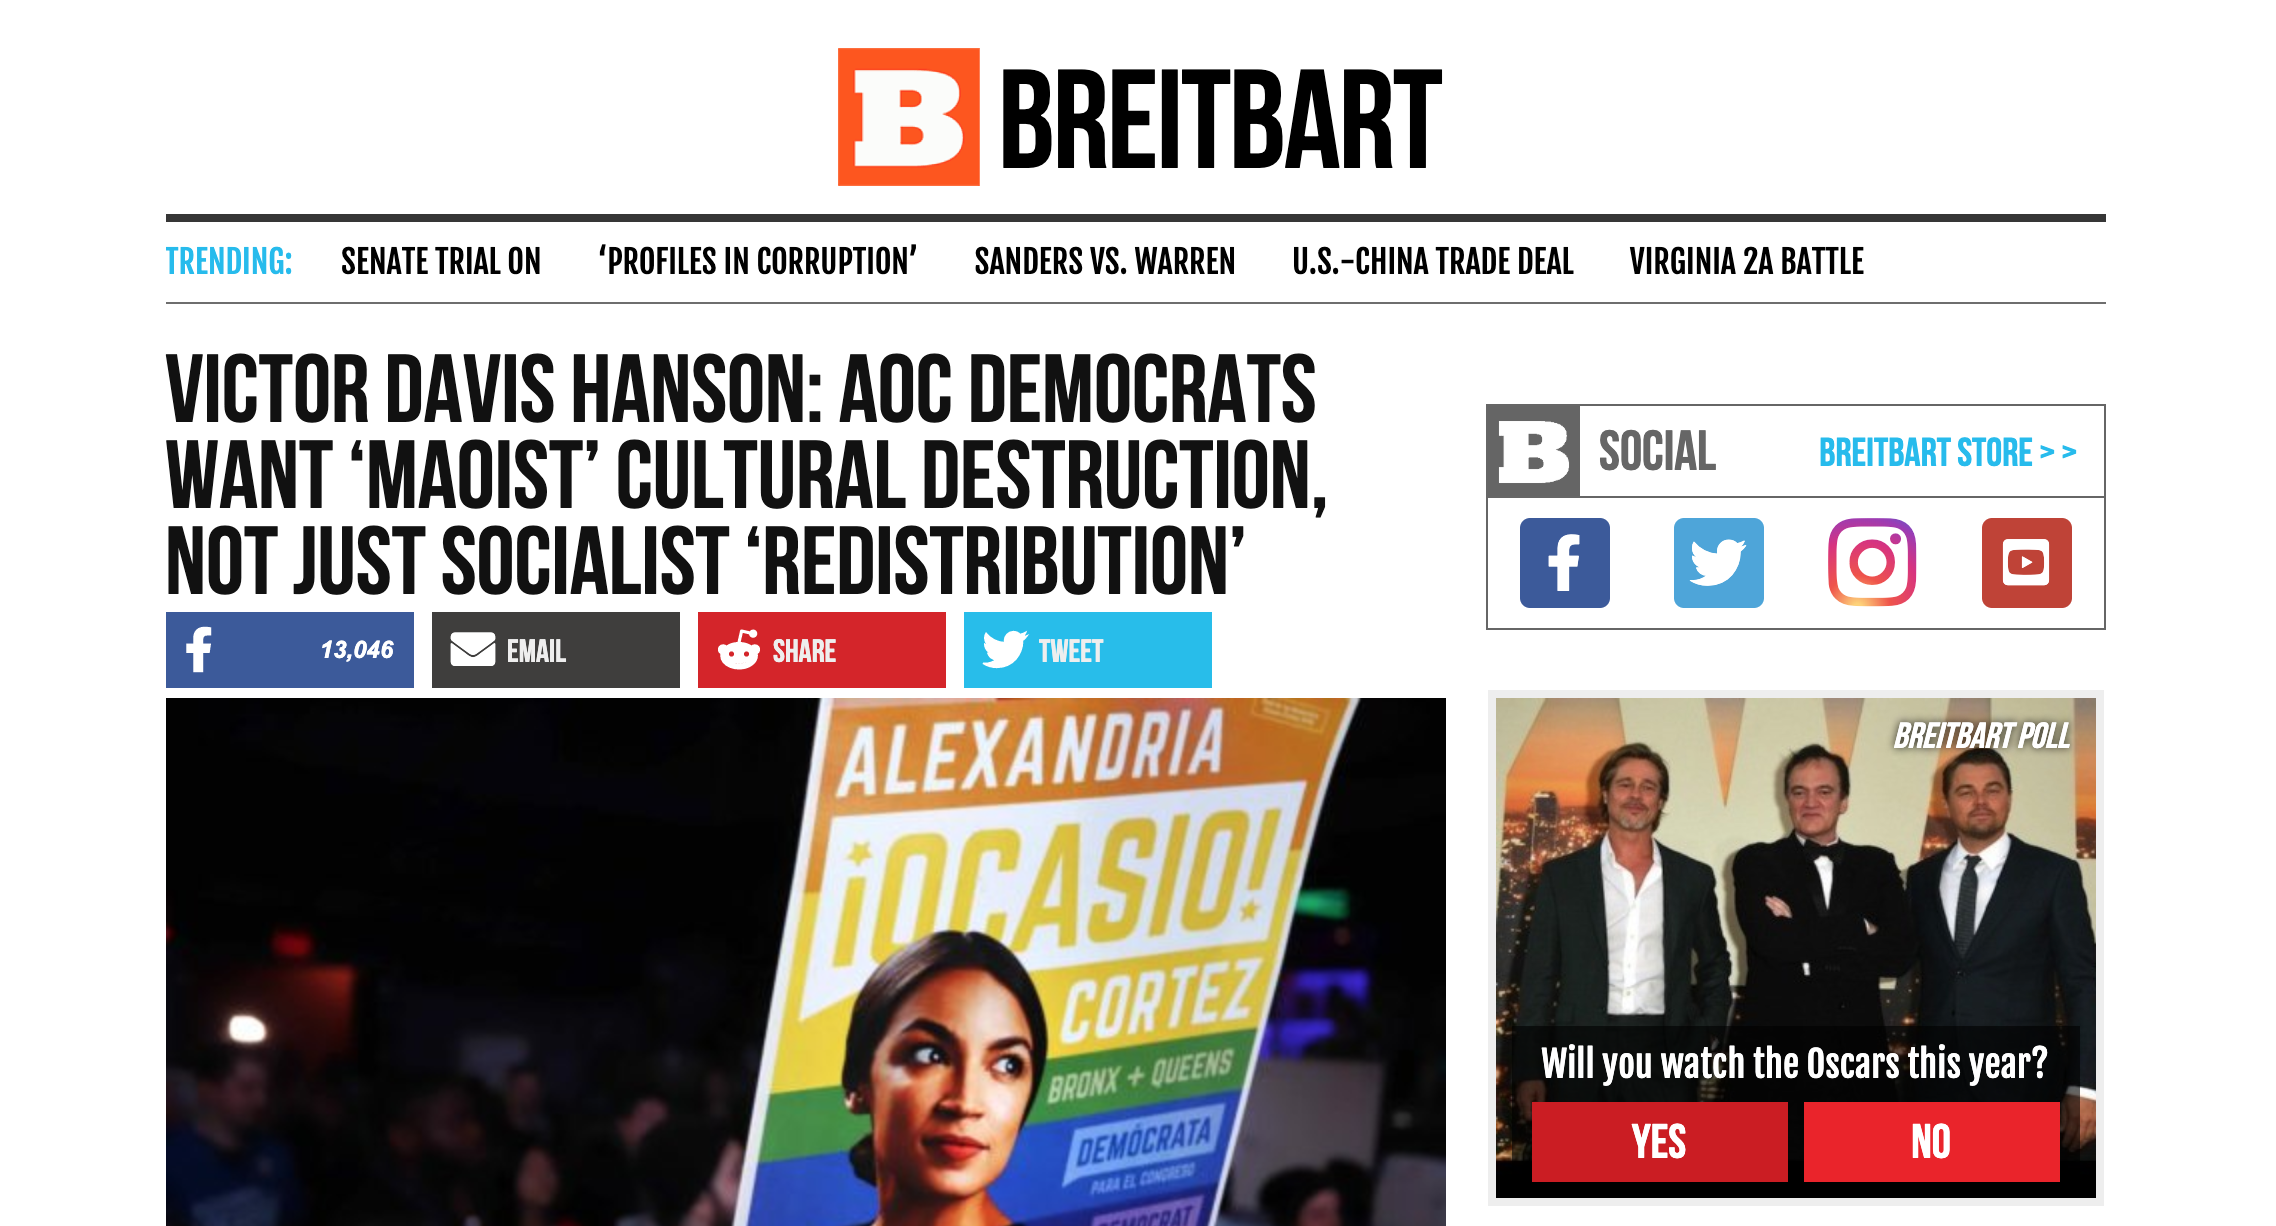 B BREITBART
TRENDING: SENATE TRIAL ON ‘PROFILES IN CORRUPTION’ SANDERS VS. WARREN U.S.–CHINA TRADE DEAL VIRGINIA 2A BATTLE
VICTOR DAVIS HANSON: AOC DEMOCRATS
WANT ‘MAOIST’ CULTURAL DESTRUCTION,
NOT JUST SOCIALIST ‘REDISTRIBUTION’
13,046 EMAIL SHARE TWEET
ALEXANDRIA
¡OCASIO!
CORTEZ
BRONX + QUEENS
DEMÓCRATA
PARA EL CONGRESO
DEMOCRAT
B SOCIAL BREITBART STORE > >
BREITBART POLL
Will you watch the Oscars this year?
YES NO